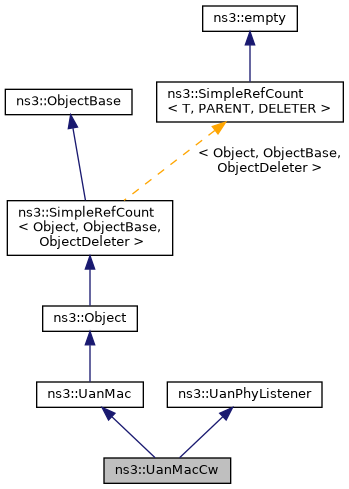 ns3::empty
ns3::SimpleRefCount
< T, PARENT, DELETER >
ns3::ObjectBase
< Object, ObjectBase,
ObjectDeleter >
ns3::SimpleRefCount
< Object, ObjectBase,
ObjectDeleter >
ns3::Object
ns3::UanMac
ns3::UanPhyListener
ns3::UanMacCw